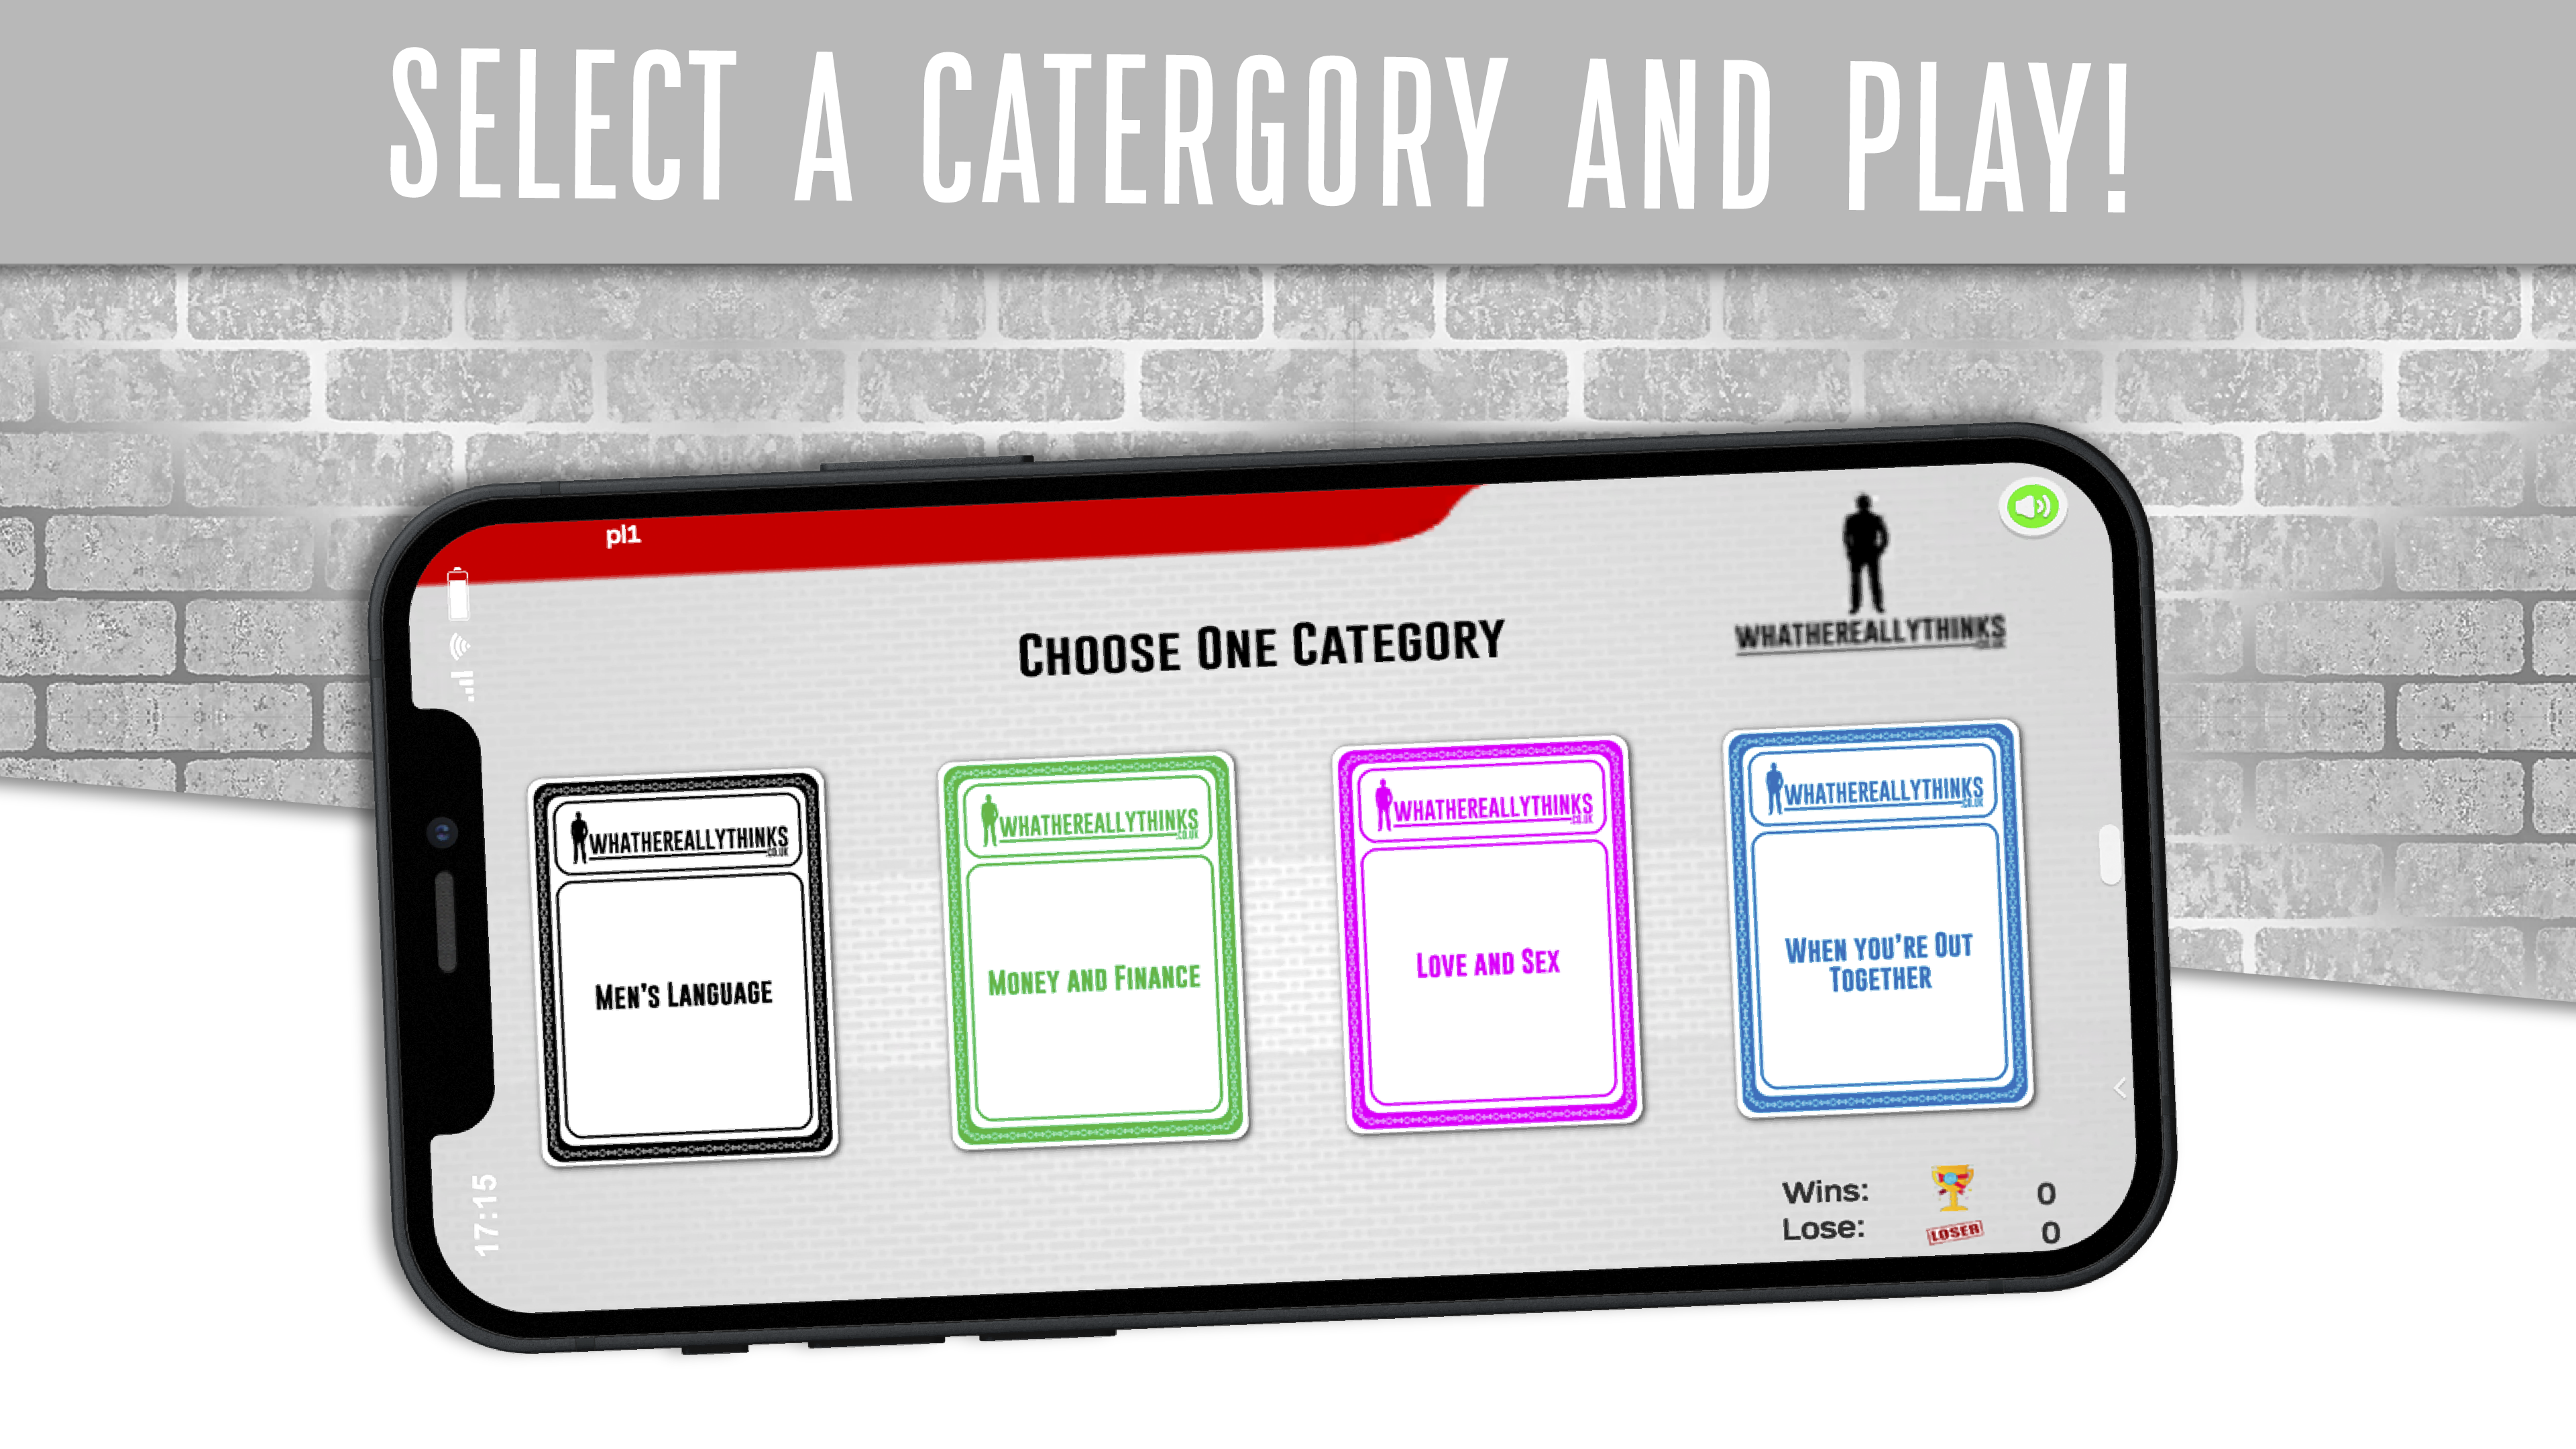 SELECT A CATERGORY AND PLAY!
pl1
CHOOSE ONE CATEGORY
WHATHEREALLYTHINKS
.CO.UK
WHATHEREALLYTHINKS
.CO.UK
MEN'S LANGUAGE
WHATHEREALLYTHINKS
.CO.UK
MONEY AND FINANCE
WHATHEREALLYTHINKS
.CO.UK
LOVE AND SEX
WHATHEREALLYTHINKS
.CO.UK
WHEN YOU'RE OUT
TOGETHER
17:15
Wins: 0
Lose: LOSER 0